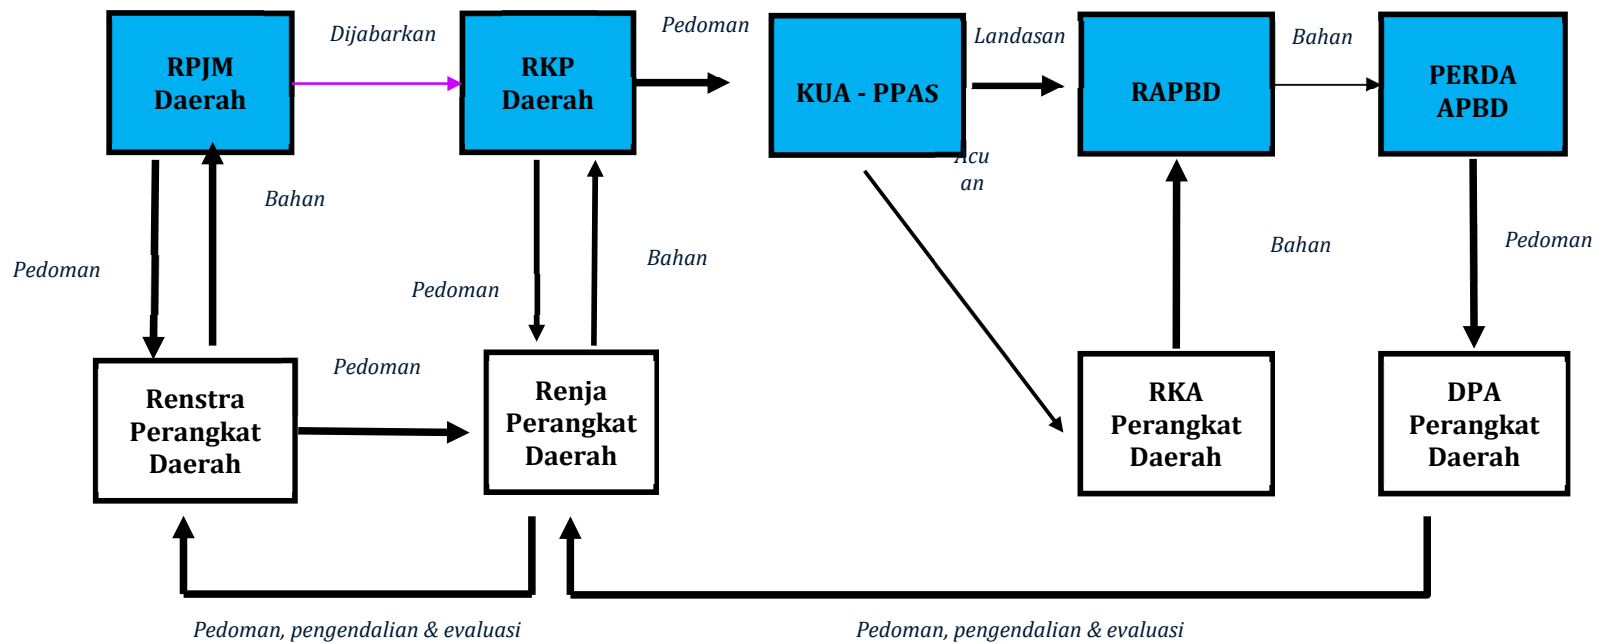 Dijabarkan
Pedoman
Landasan
Bahan
RPJM
Daerah
RKP
Daerah
KUA - PPAS
RAPBD
PERDA
APBD
Acu
an
Bahan
Pedoman
Pedoman
Bahan
Bahan
Pedoman
Pedoman
Renstra
Perangkat
Daerah
Renja
Perangkat
Daerah
RKA
Perangkat
Daerah
DPA
Perangkat
Daerah
Pedoman, pengendalian & evaluasi
Pedoman, pengendalian & evaluasi